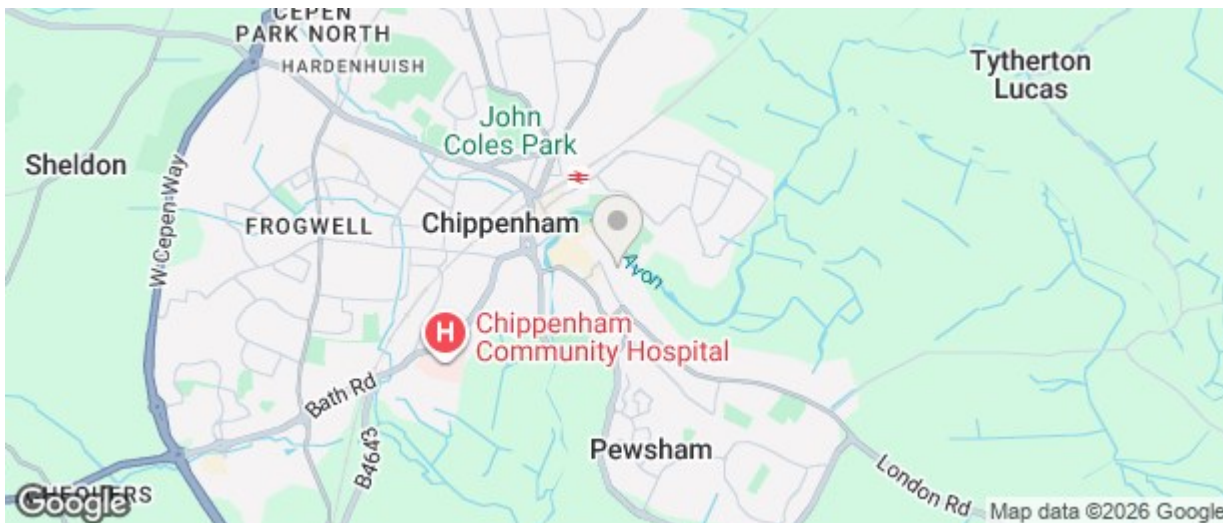 CEPEN
PARK NORTH
HARDENHUISH
Tytherton
Lucas
John
Coles Park
Sheldon
W Cepen Way
FROGWELL
Chippenham
Avon
H
Chippenham
Community Hospital
Bath Rd
B4643
Pewsham
London Rd
CHEQUERS
Google
Map data ©2026 Google